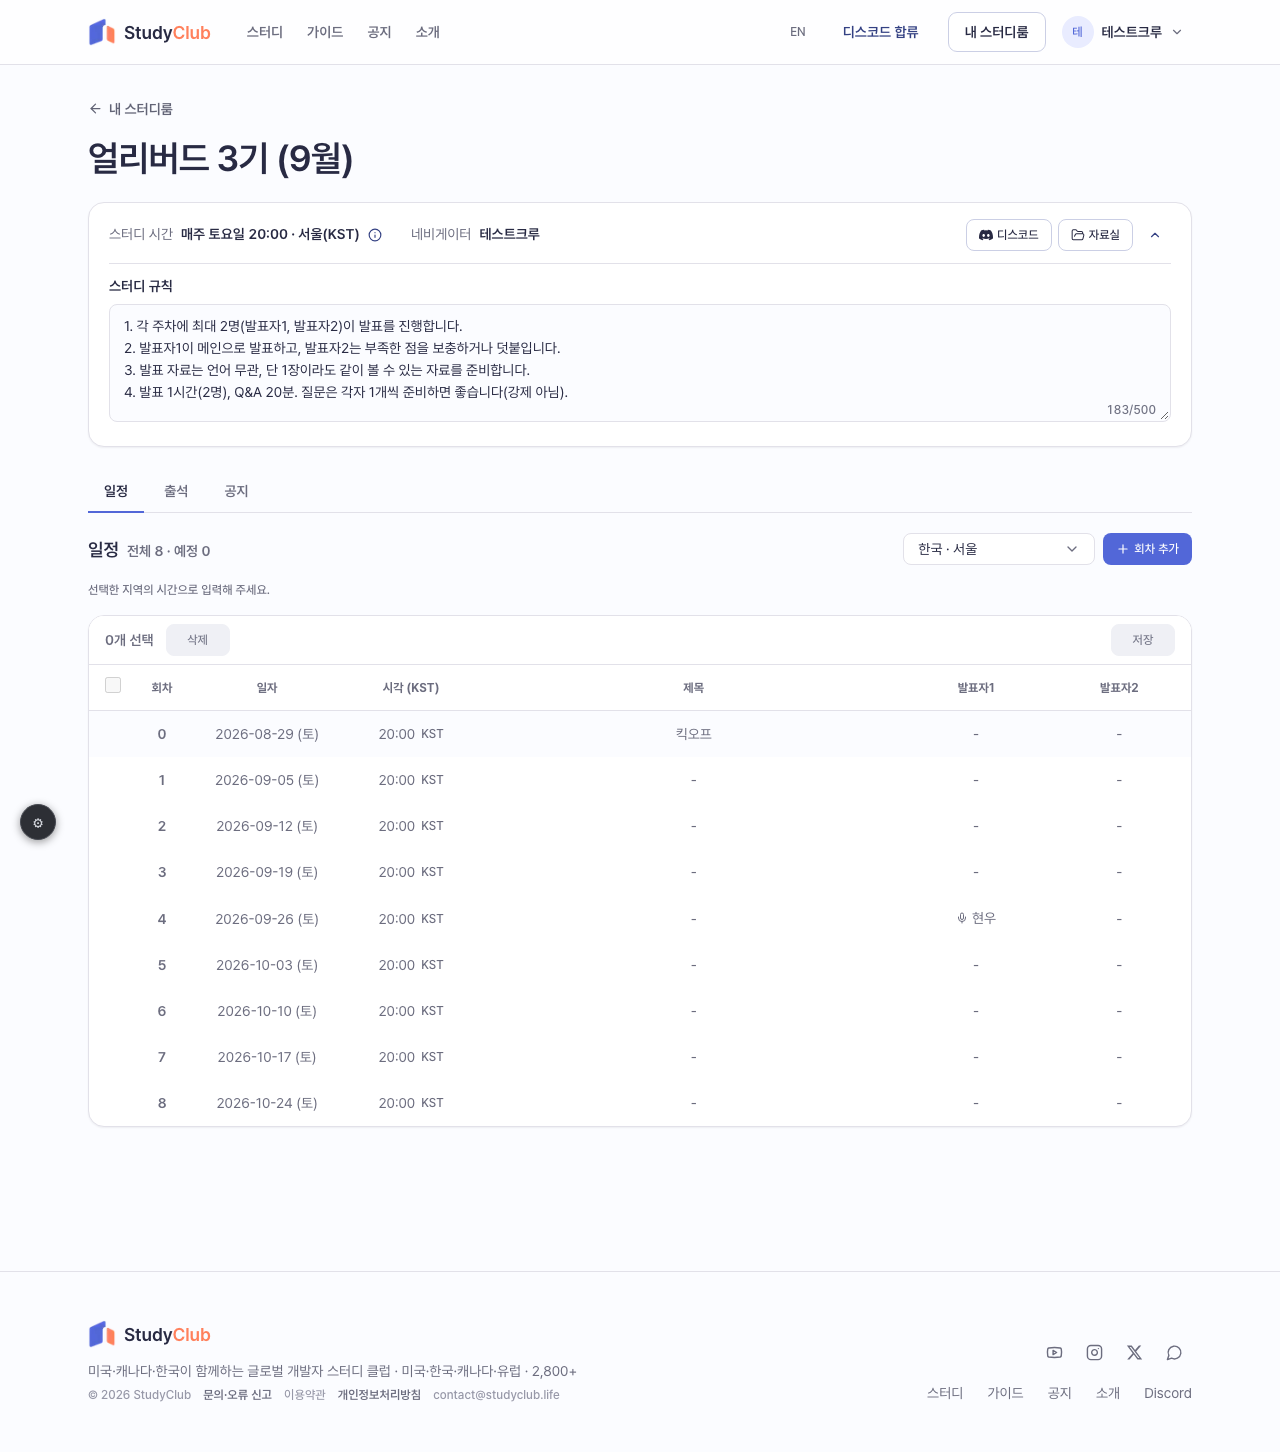 StudyClub 스터디 가이드 공지 소개 EN 디스코드 합류 내 스터디룸 테 테스트크루
내 스터디룸
얼리버드 3기 (9월)
스터디 시간 매주 토요일 20:00 · 서울(KST) 네비게이터 테스트크루 디스코드 자료실
스터디 규칙
1. 각 주차에 최대 2명(발표자1, 발표자2)이 발표를 진행합니다.
2. 발표자1이 메인으로 발표하고, 발표자2는 부족한 점을 보충하거나 덧붙입니다.
3. 발표 자료는 언어 무관, 단 1장이라도 같이 볼 수 있는 자료를 준비합니다.
4. 발표 1시간(2명), Q&A 20분. 질문은 각자 1개씩 준비하면 좋습니다(강제 아님).
183/500
일정 출석 공지
일정 전체 8 · 예정 0 한국 · 서울 회차 추가
선택한 지역의 시간으로 입력해 주세요.
0개 선택 삭제 저장
회차 일자 시각 (KST) 제목 발표자1 발표자2
0 2026-08-29 (토) 20:00 KST 킥오프 - -
1 2026-09-05 (토) 20:00 KST - - -
2 2026-09-12 (토) 20:00 KST - - -
3 2026-09-19 (토) 20:00 KST - - -
4 2026-09-26 (토) 20:00 KST - 현우 -
5 2026-10-03 (토) 20:00 KST - - -
6 2026-10-10 (토) 20:00 KST - - -
7 2026-10-17 (토) 20:00 KST - - -
8 2026-10-24 (토) 20:00 KST - - -
StudyClub
미국·캐나다·한국이 함께하는 글로벌 개발자 스터디 클럽 · 미국·한국·캐나다·유럽 · 2,800+
© 2026 StudyClub 문의·오류 신고 이용약관 개인정보처리방침 contact@studyclub.life
스터디 가이드 공지 소개 Discord